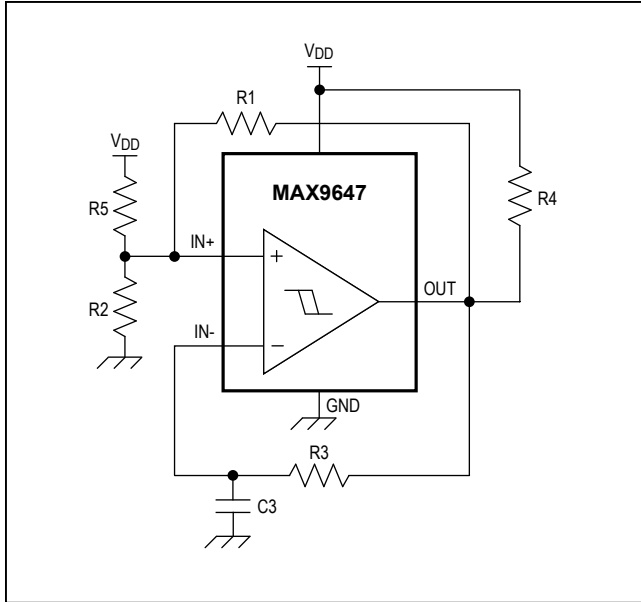 VDD
R1
VDD
MAX9647
R5
R4
IN+
+
OUT
R2
IN-
−
GND
R3
C3